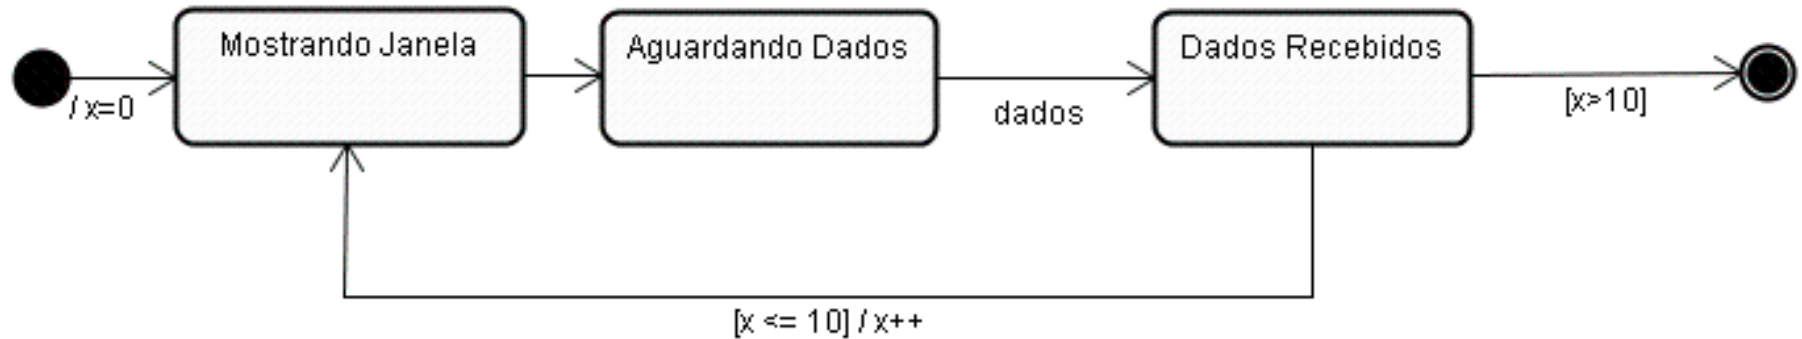 Mostrando Janela
Aguardando Dados
Dados Recebidos
/ x=0
dados
[x>10]
[x <= 10] / x++